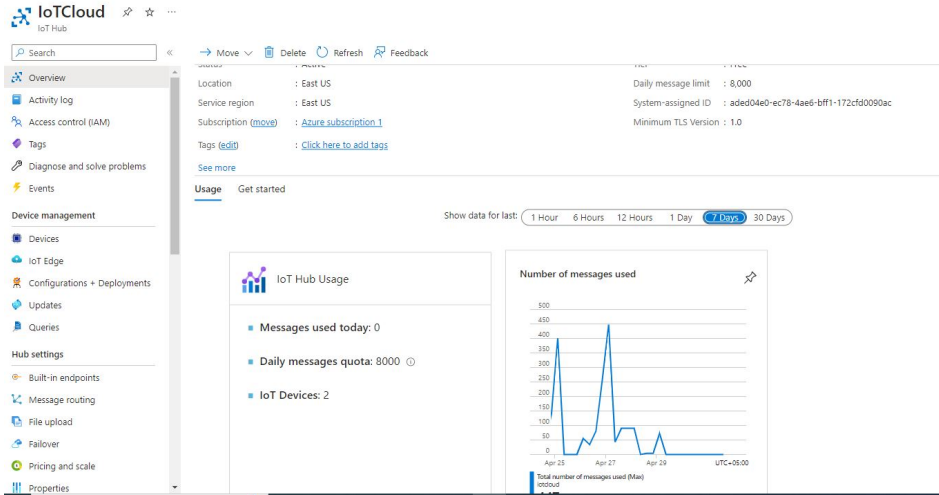 IoTCloud
IoT Hub
Search
«
Move
Delete
Refresh
Feedback
Overview
Activity log
Access control (IAM)
Tags
Diagnose and solve problems
Events
Device management
Devices
IoT Edge
Configurations + Deployments
Updates
Queries
Hub settings
Built-in endpoints
Message routing
File upload
Failover
Pricing and scale
Properties
Status : Active
Location : East US
Service region : East US
Subscription (move) : Azure subscription 1
Tags (edit) : Click here to add tags
See more
Tier : Free
Daily message limit : 8,000
System-assigned ID : aded04e0-ec78-4ae6-bff1-172cfd0090ac
Minimum TLS Version : 1.0
Usage Get started
Show data for last: 1 Hour 6 Hours 12 Hours 1 Day 7 Days 30 Days
IoT Hub Usage
Messages used today: 0
Daily messages quota: 8000
IoT Devices: 2
Number of messages used
500
450
400
350
300
250
200
150
100
50
0
Apr 25 Apr 27 Apr 29 UTC+05:00
Total number of messages used (Max)
iotcloud